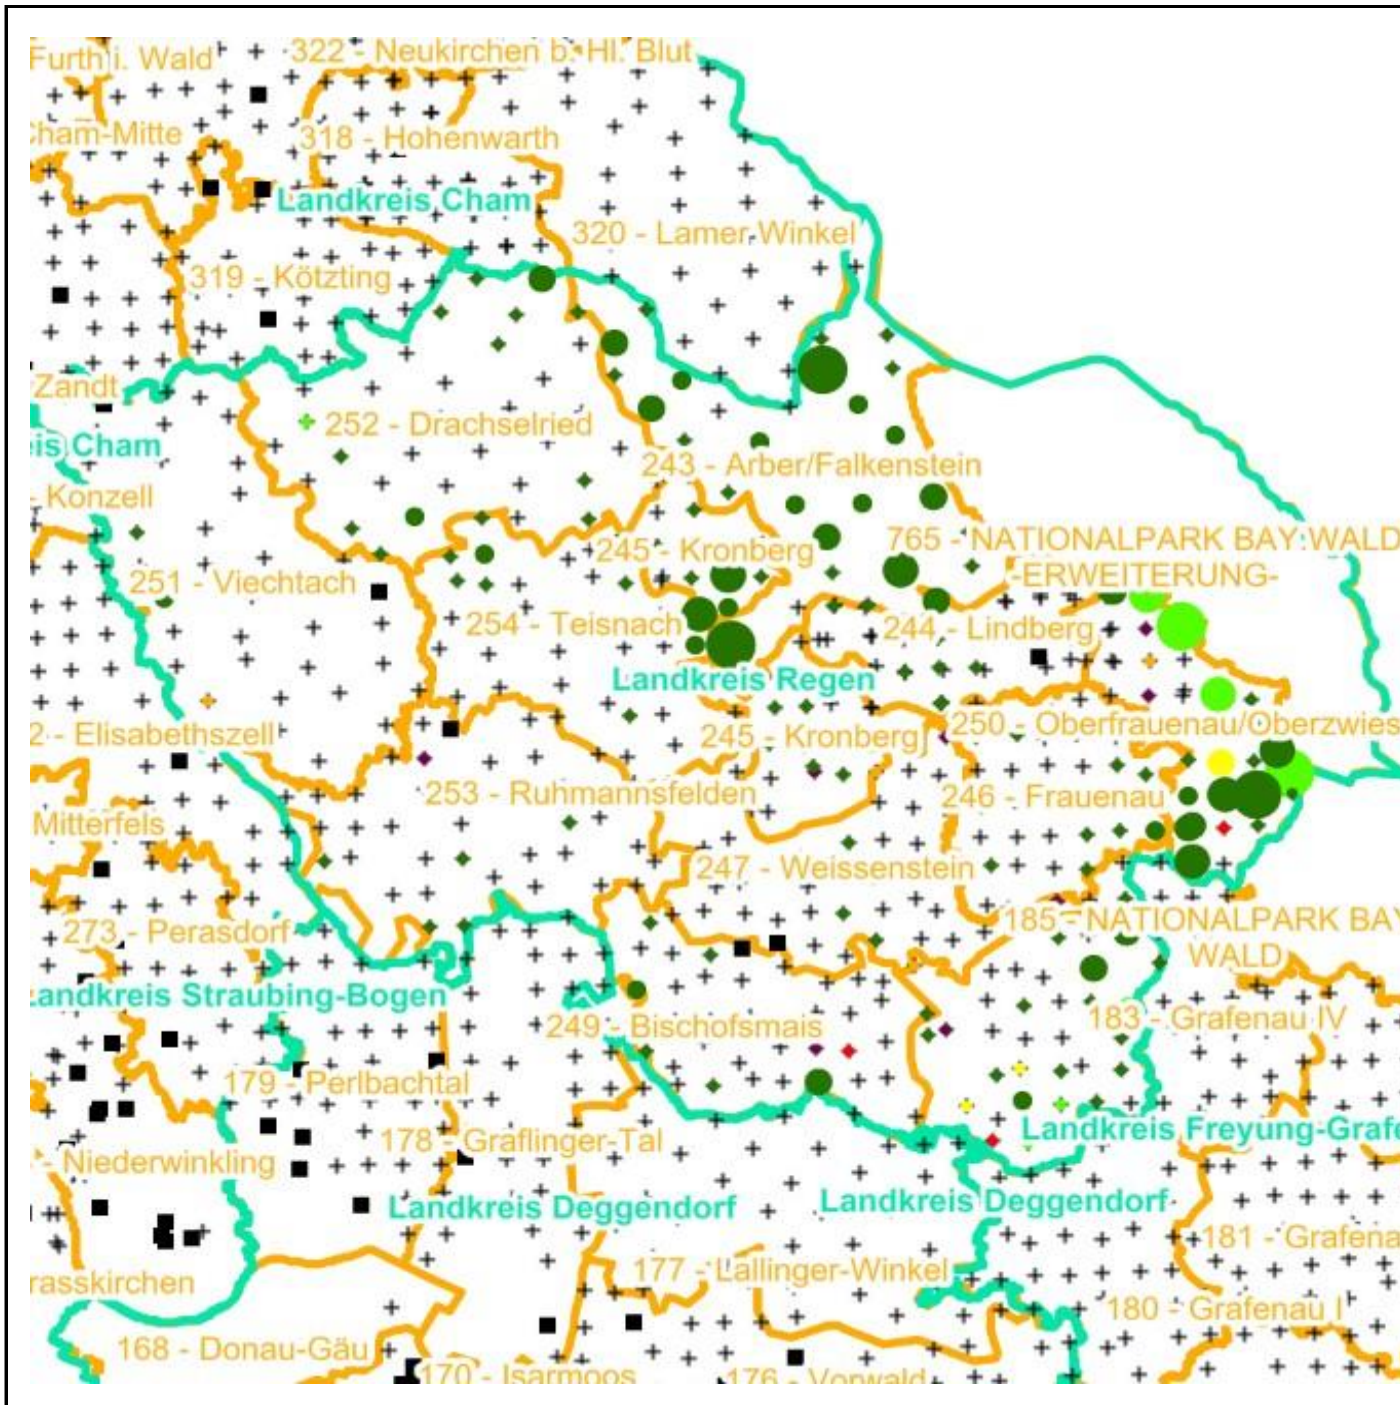 Furth i. Wald
322 - Neukirchen b. Hl. Blut
Cham-Mitte
318 - Hohenwarth
Landkreis Cham
320 - Lamer Winkel
319 - Kötzting
Zandt
252 - Drachselried
is Cham
243 - Arber/Falkenstein
- Konzell
765 - NATIONALPARK BAY WALD
-ERWEITERUNG-
245 - Kronberg
251 - Viechtach
254 - Teisnach
244 - Lindberg
Landkreis Regen
2 - Elisabethszell
245 - Kronberg
250 - Oberfrauenau/Oberzwies
253 - Ruhmannsfelden
246 - Frauenau
Mitterfels
247 - Weissenstein
273 - Perasdorf
185 - NATIONALPARK BA
WALD
Landkreis Straubing-Bogen
249 - Bischofsmais
183 - Grafenau IV
179 - Perlbachtal
178 - Graflinger-Tal
Landkreis Freyung-Grafe
- Niederwinkling
Landkreis Deggendorf
Landkreis Deggendorf
181 - Grafena
177 - Lallinger-Winkel
rasskirchen
180 - Grafenau I
168 - Donau-Gäu
170 - Isarmoos
176 - Vorwald